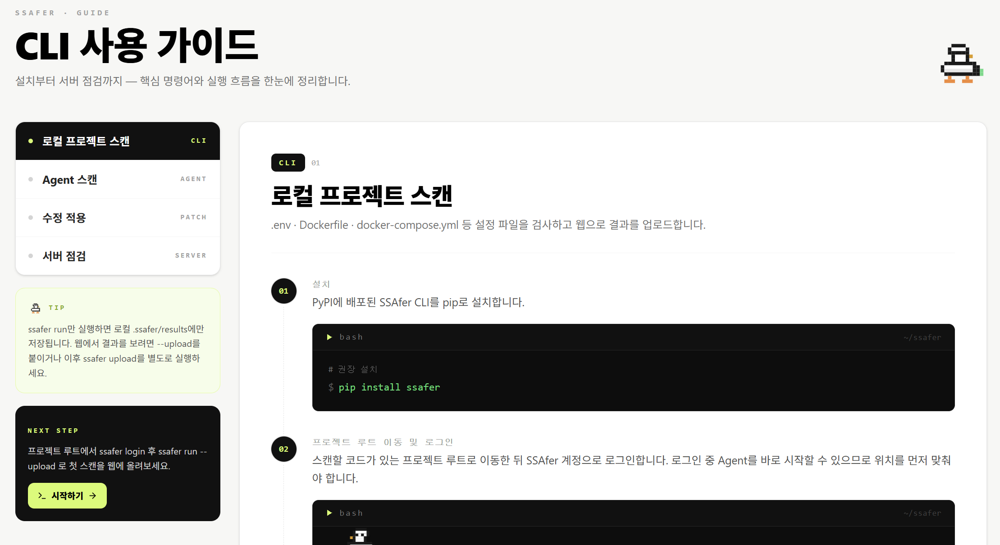 SSAFER · GUIDE
CLI 사용 가이드
설치부터 서버 점검까지 — 핵심 명령어와 실행 흐름을 한눈에 정리합니다.
로컬 프로젝트 스캔 CLI
Agent 스캔 AGENT
수정 적용 PATCH
서버 점검 SERVER
TIP
ssafer run만 실행하면 로컬 .ssafer/results에만
저장됩니다. 웹에서 결과를 보려면 --upload를
붙이거나 이후 ssafer upload를 별도로 실행하
세요.
NEXT STEP
프로젝트 루트에서 ssafer login 후 ssafer run --
upload 로 첫 스캔을 웹에 올려보세요.
시작하기
CLI 01
로컬 프로젝트 스캔
.env · Dockerfile · docker-compose.yml 등 설정 파일을 검사하고 웹으로 결과를 업로드합니다.
01 설치
PyPI에 배포된 SSAfer CLI를 pip로 설치합니다.
bash ~/ssafer
# 권장 설치
$ pip install ssafer
02 프로젝트 루트 이동 및 로그인
스캔할 코드가 있는 프로젝트 루트로 이동한 뒤 SSAfer 계정으로 로그인합니다. 로그인 중 Agent를 바로 시작할 수 있으므로 위치를 먼저 맞춰
야 합니다.
bash ~/ssafer